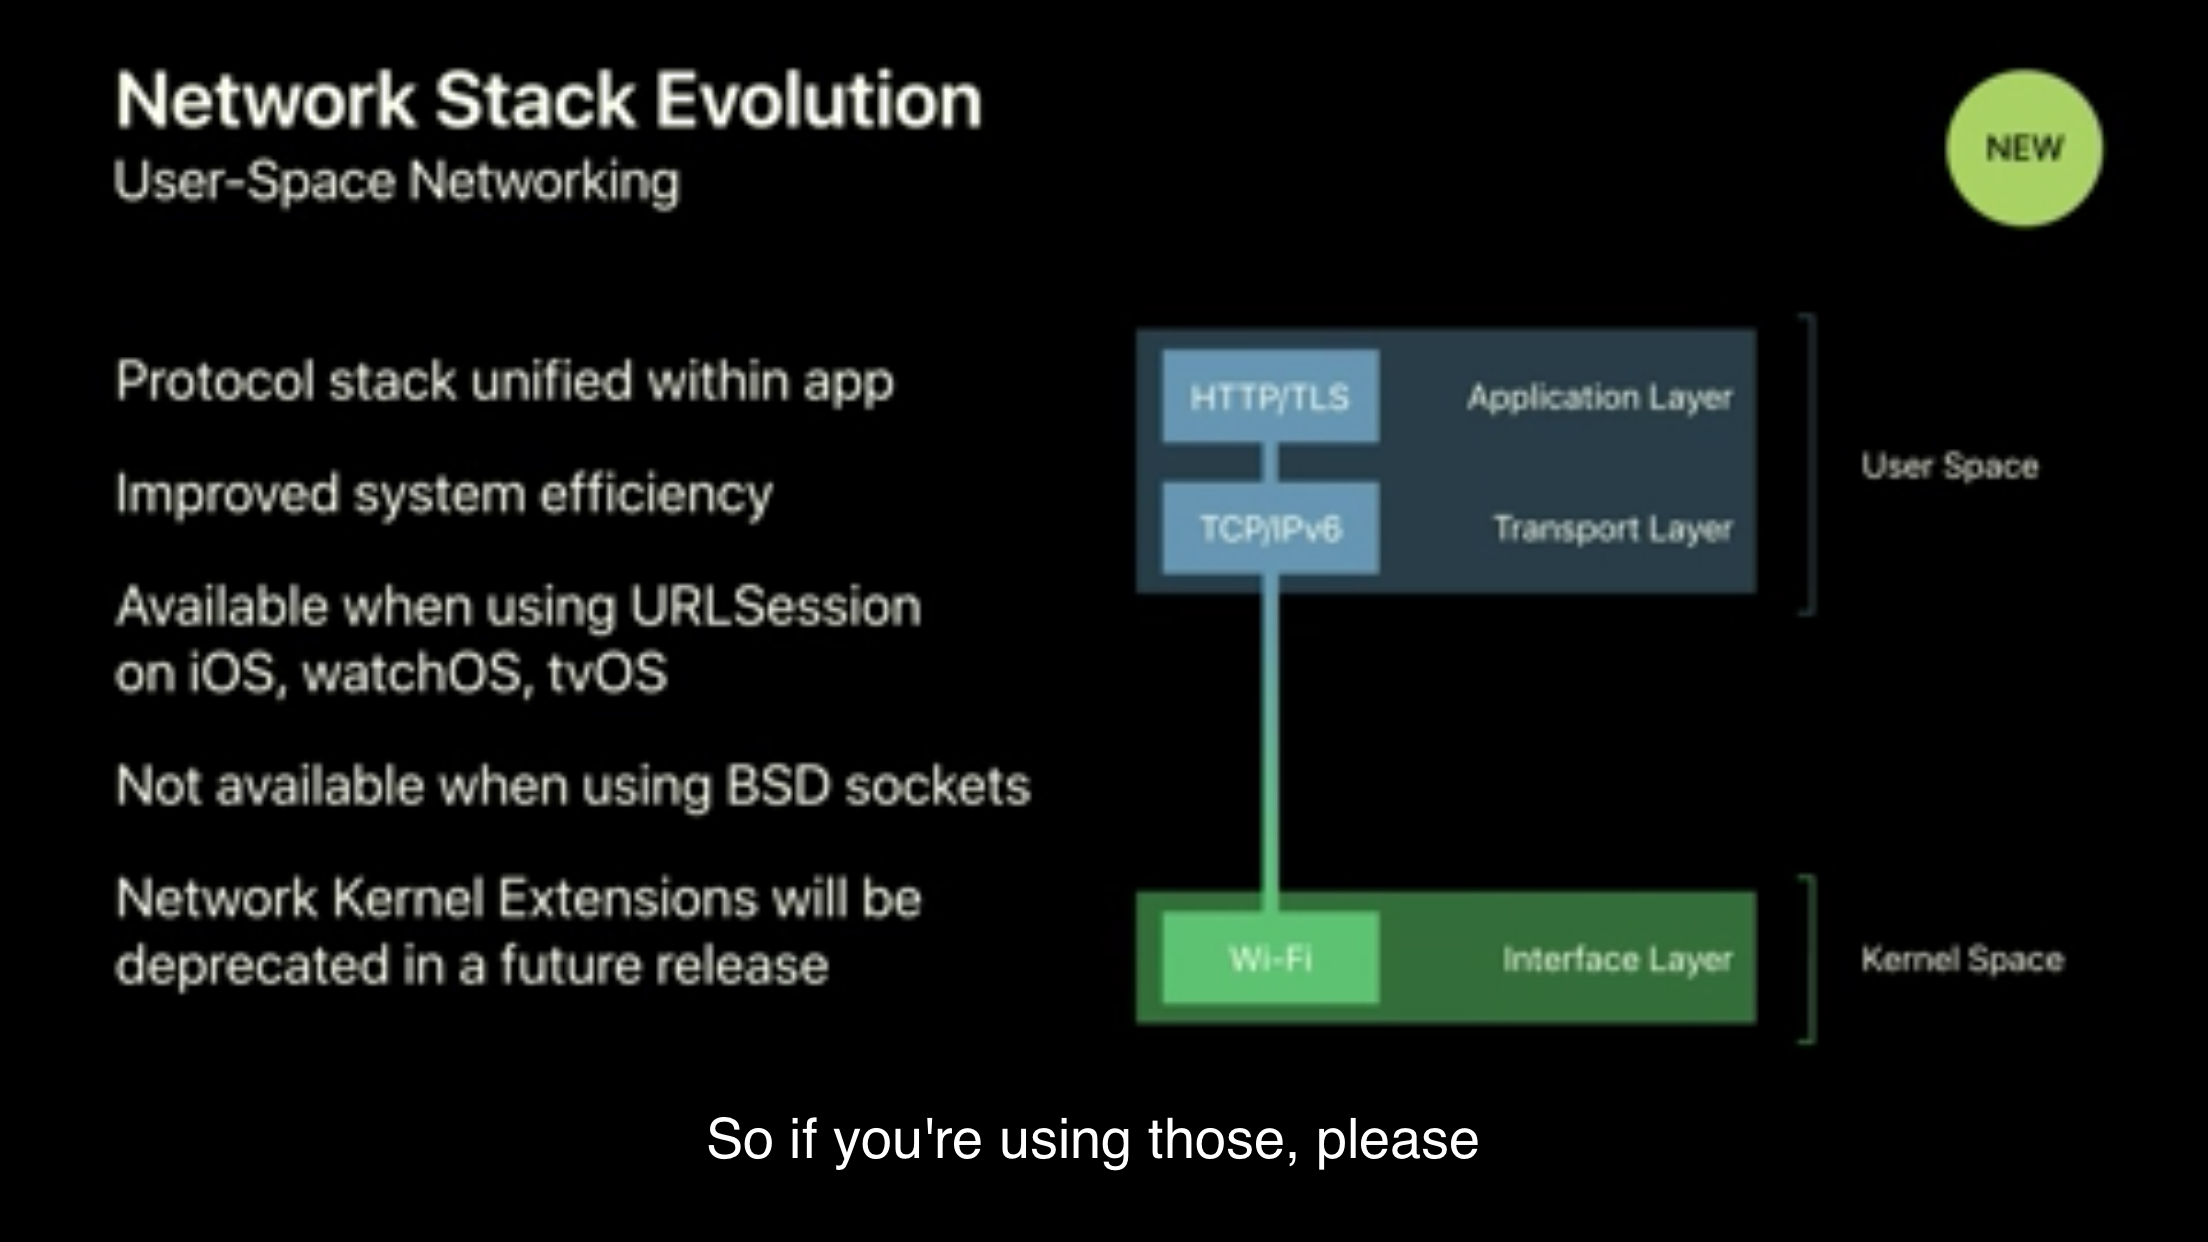 Network Stack Evolution
User-Space Networking
NEW
Protocol stack unified within app
Improved system efficiency
Available when using URLSession
on iOS, watchOS, tvOS
Not available when using BSD sockets
Network Kernel Extensions will be
deprecated in a future release
HTTP/TLS
Application Layer
TCP/IPv6
Transport Layer
User Space
Wi-Fi
Interface Layer
Kernel Space
So if you're using those, please